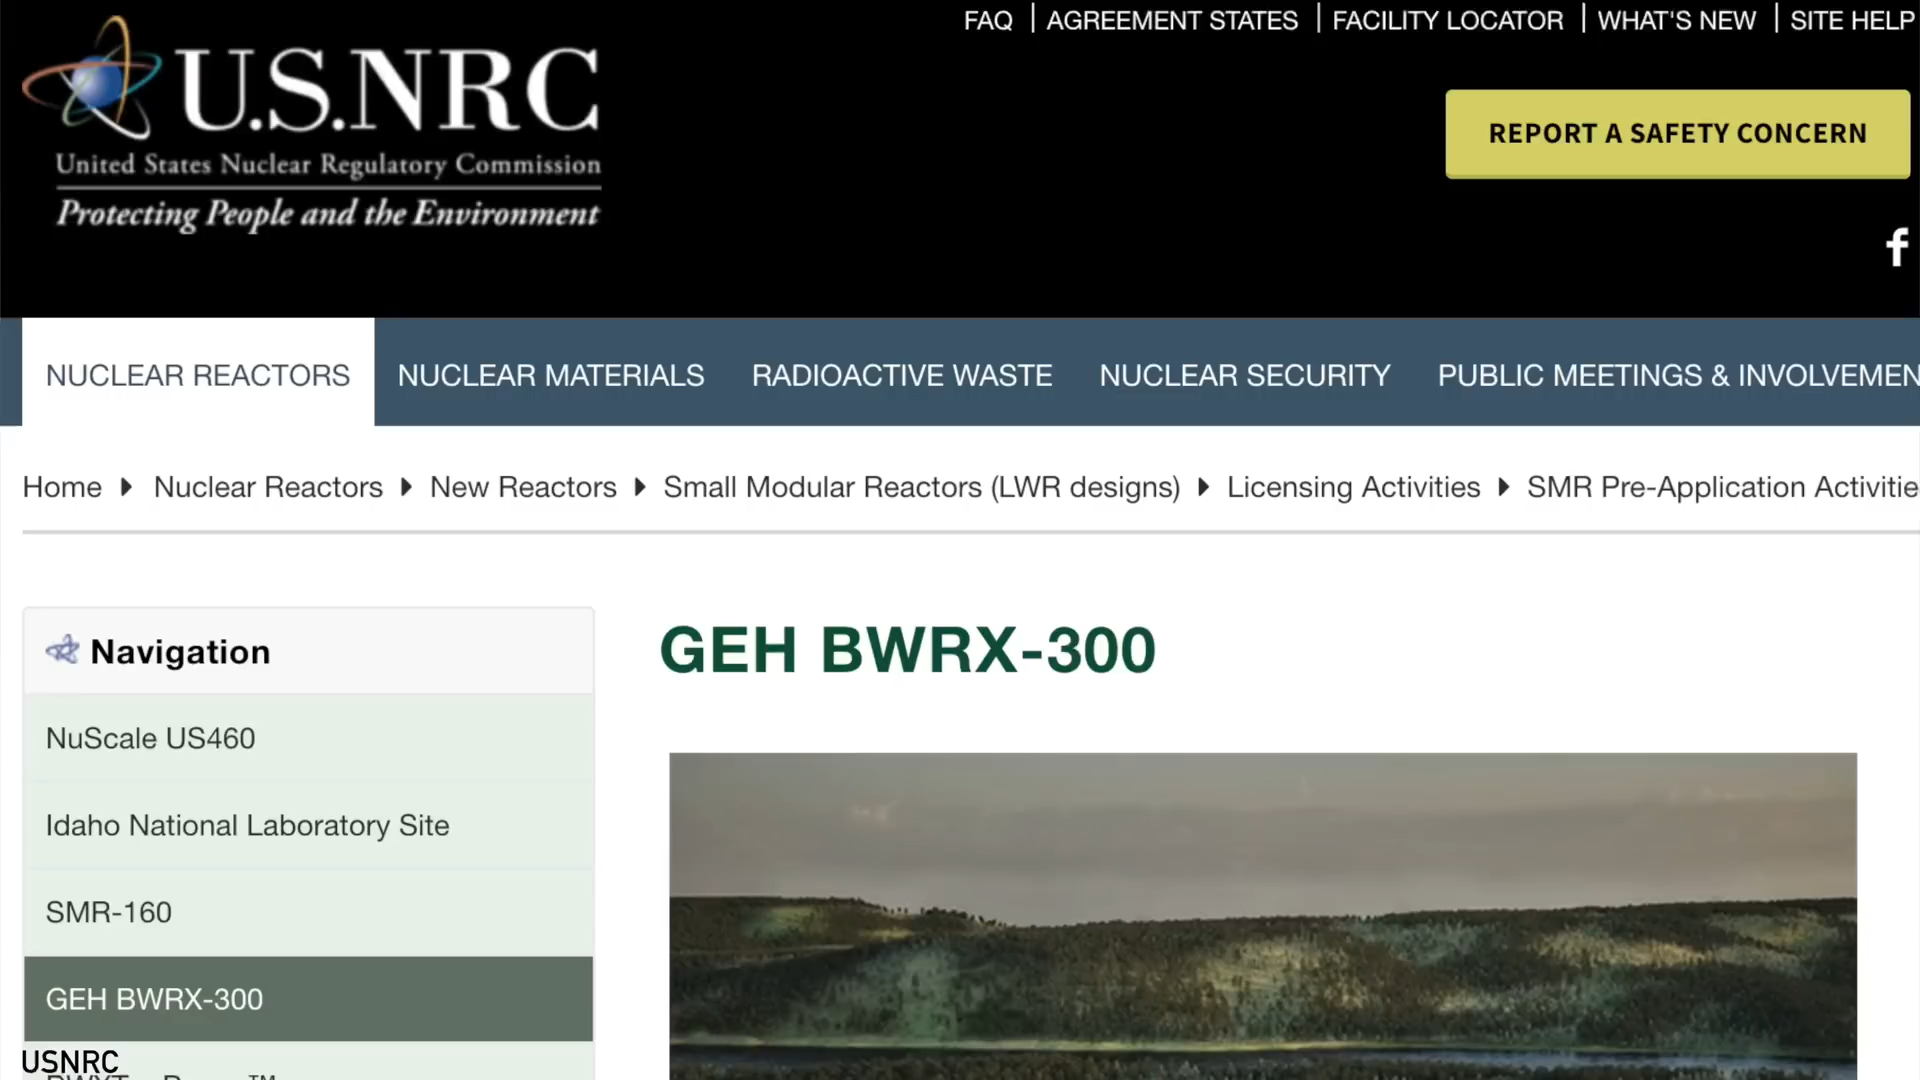 FAQ | AGREEMENT STATES | FACILITY LOCATOR | WHAT'S NEW | SITE HELP
U.S.NRC
United States Nuclear Regulatory Commission
Protecting People and the Environment
REPORT A SAFETY CONCERN
NUCLEAR REACTORS NUCLEAR MATERIALS RADIOACTIVE WASTE NUCLEAR SECURITY PUBLIC MEETINGS & INVOLVEMEN
Home Nuclear Reactors New Reactors Small Modular Reactors (LWR designs) Licensing Activities SMR Pre-Application Activitie
Navigation
NuScale US460
Idaho National Laboratory Site
SMR-160
GEH BWRX-300
GEH BWRX-300
USNRC